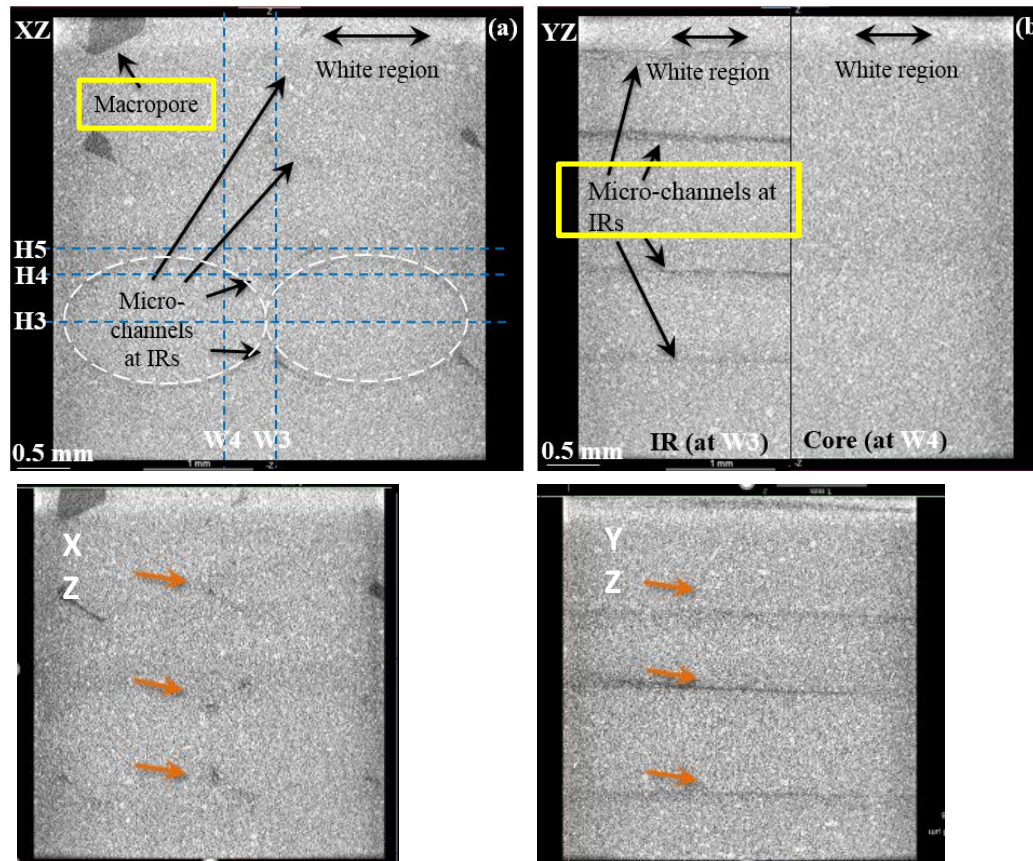 XZ
(a)
White region
Macropore
H5
H4
H3
Micro-
channels
at IRs
W4 W3
0.5 mm
1 mm
YZ
(b
White region
White region
Micro-channels at
IRs
IR (at W3)
Core (at W4)
0.5 mm
1 mm
X
Z
Y
Z